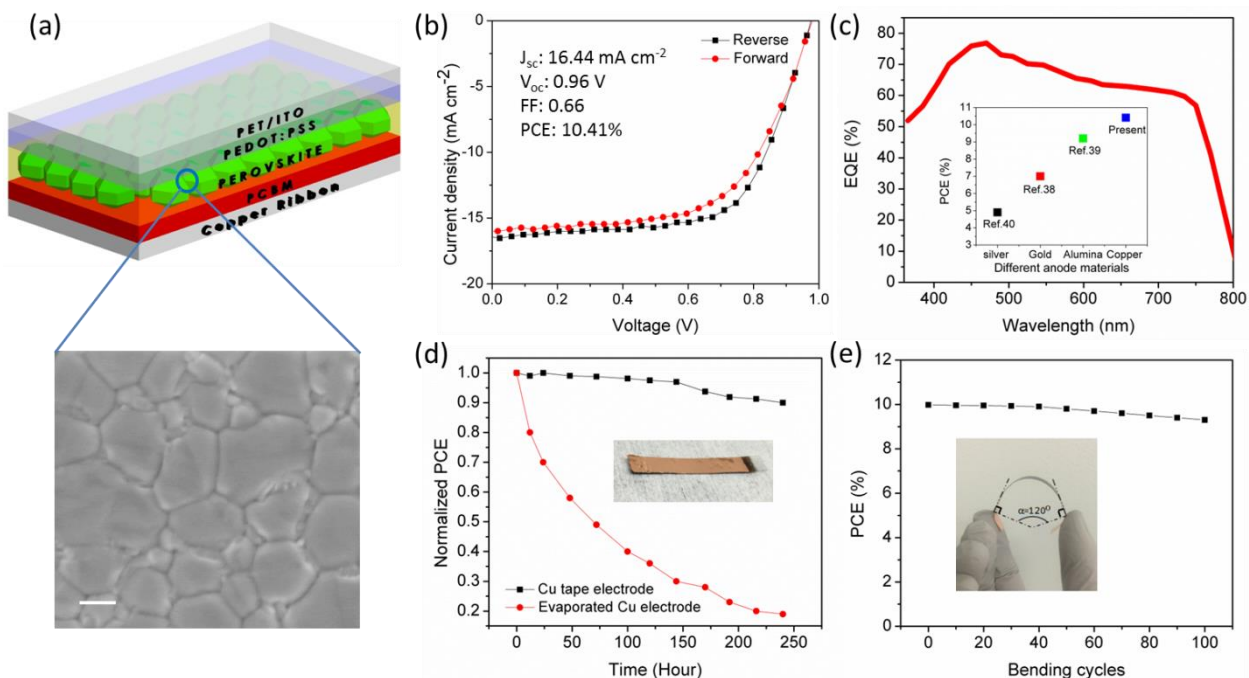 (a)
PET/ITO
PEDOT:PSS
PEROVSKITE
PCBM
Copper Ribbon
(b)
0
-5
-10
-15
-20
Current density (mA cm⁻²)
0.0
0.2
0.4
0.6
0.8
1.0
Voltage (V)
Reverse
Forward
J_SC: 16.44 mA cm⁻²
V_OC: 0.96 V
FF: 0.66
PCE: 10.41%
(c)
80
70
60
50
40
30
20
10
0
EQE (%)
400
500
600
700
800
Wavelength (nm)
11
10
9
8
7
6
5
4
3
PCE (%)
Present
Ref.39
Ref.38
Ref.40
silver
Gold
Alumina
Copper
Different anode materials
(d)
1.0
0.9
0.8
0.7
0.6
0.5
0.4
0.3
0.2
Normalized PCE
Cu tape electrode
Evaporated Cu electrode
0
50
100
150
200
250
Time (Hour)
(e)
12
10
8
6
4
2
0
PCE (%)
α=120⁰
0
20
40
60
80
100
Bending cycles